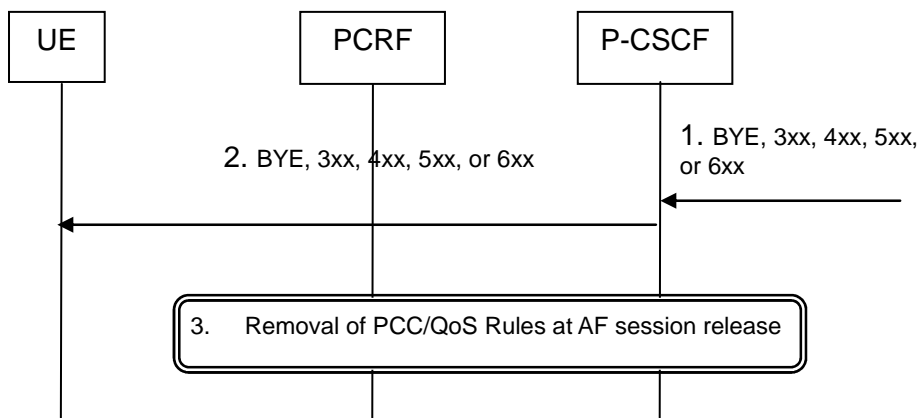 UE
PCRF
P-CSCF
1. BYE, 3xx, 4xx, 5xx,
or 6xx
2. BYE, 3xx, 4xx, 5xx, or 6xx
3. Removal of PCC/QoS Rules at AF session release